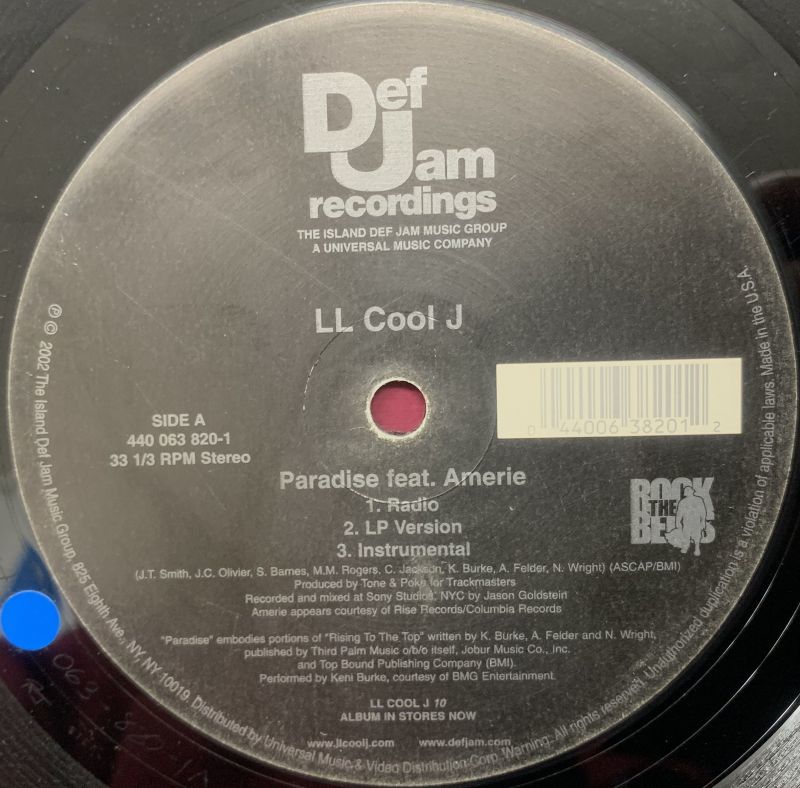 Def
Jam
recordings
THE ISLAND DEF JAM MUSIC GROUP
A UNIVERSAL MUSIC COMPANY
LL Cool J
SIDE A
440 063 820-1
33 1/3 RPM Stereo
0 44006 38201 2
Paradise feat. Amerie
1. Radio
2. LP Version
3. Instrumental
ROCK
THE
BELLS
(J.T. Smith, J.C. Olivier, S. Barnes, M.M. Rogers, C. Jackson, K. Burke, A. Felder, N. Wright) (ASCAP/BMI)
Produced by Tone & Poke for Trackmasters
Recorded and mixed at Sony Studios, NYC by Jason Goldstein
Amerie appears courtesy of Rise Records/Columbia Records
"Paradise" embodies portions of "Rising To The Top" written by K. Burke, A. Felder and N. Wright,
published by Third Palm Music o/b/o itself, Jobur Music Co., Inc.
and Top Bound Publishing Company (BMI).
Performed by Keni Burke, courtesy of BMG Entertainment.
LL COOL J 10
ALBUM IN STORES NOW
www.llcoolj.com www.defjam.com
℗ © 2002 The Island Def Jam Music Group, 825 Eighth Ave., NY, NY 10019. Distributed by Universal Music & Video Distribution Corp. Warning: All rights reserved. Unauthorized duplication is a violation of applicable laws. Made in the U.S.A.